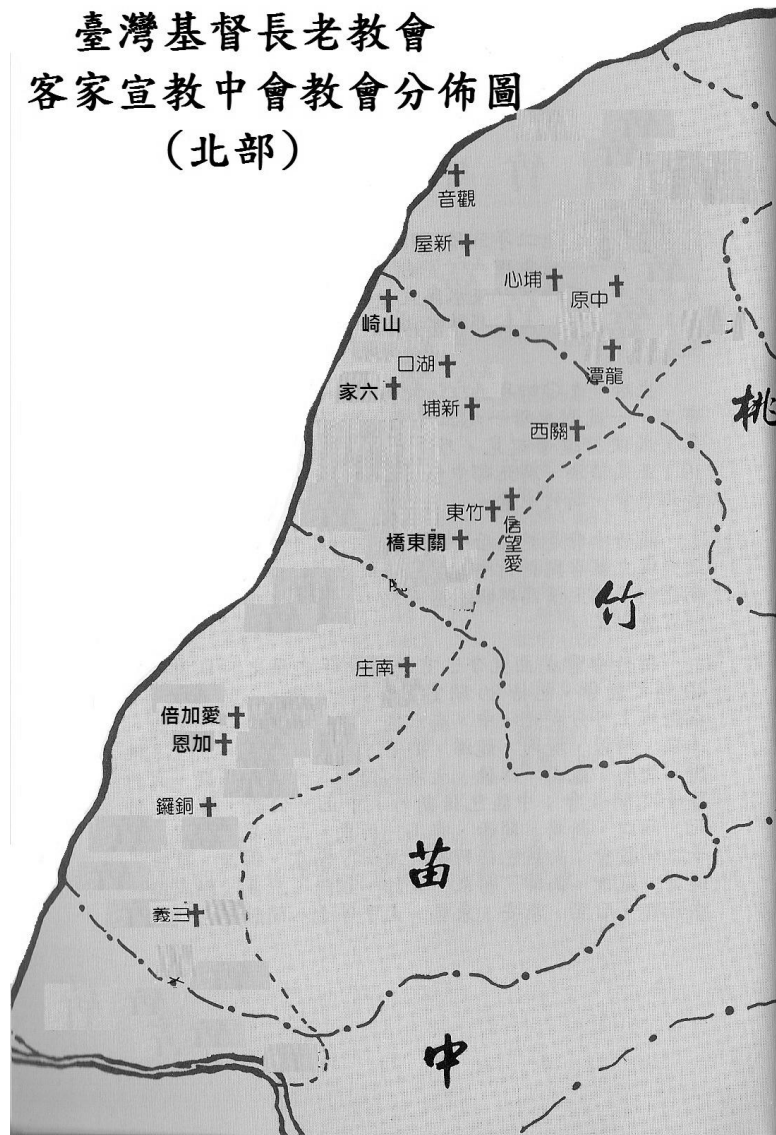 臺灣基督長老教會
客家宣教中會教會分佈圖
(北部)
觀音
新屋
埔心
中原
山崎
湖口
龍潭
六家
新埔
桃
關西
竹東
信望愛
關東橋
竹
南庄
愛加倍
加恩
銅鑼
苗
三義
中